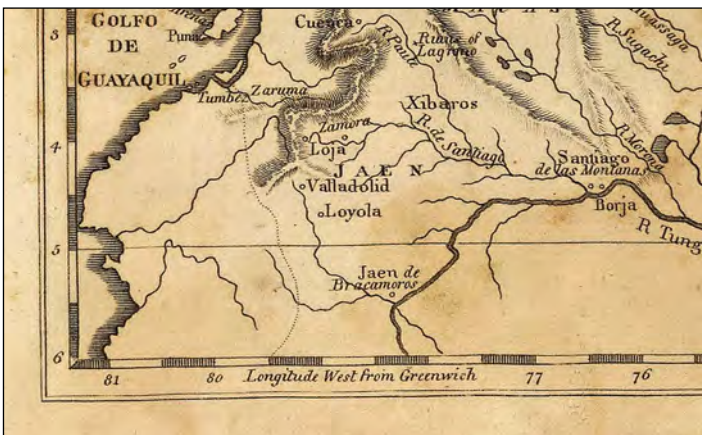 3
GOLFO
DE
GUAYAQUIL
Puna
Cuenca
R. Paute
Ruins of
Lagrono
R. Sugachi
4
Tumbez
Zaruma
Xibaros
Zamora
R. de Santiago
R. Morona
Loja
JAEN
Santiago
de las Montanas
Valladolid
Borja
Loyola
R. Tung
5
Jaen de
Bracamoros
6
81
80
Longitude West from Greenwich
77
76